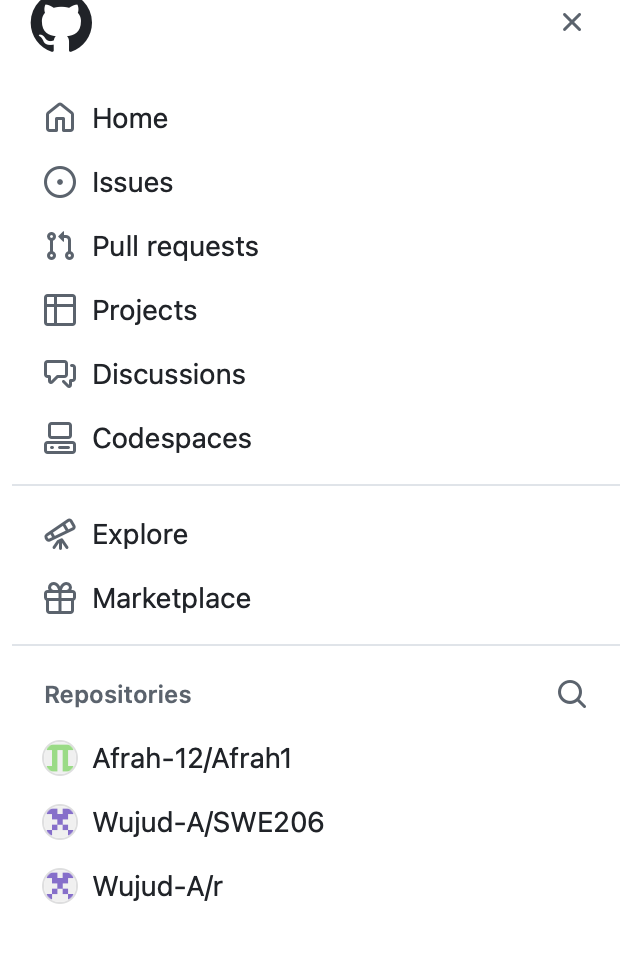 Home
Issues
Pull requests
Projects
Discussions
Codespaces
Explore
Marketplace
Repositories
Afrah-12/Afrah1
Wujud-A/SWE206
Wujud-A/r